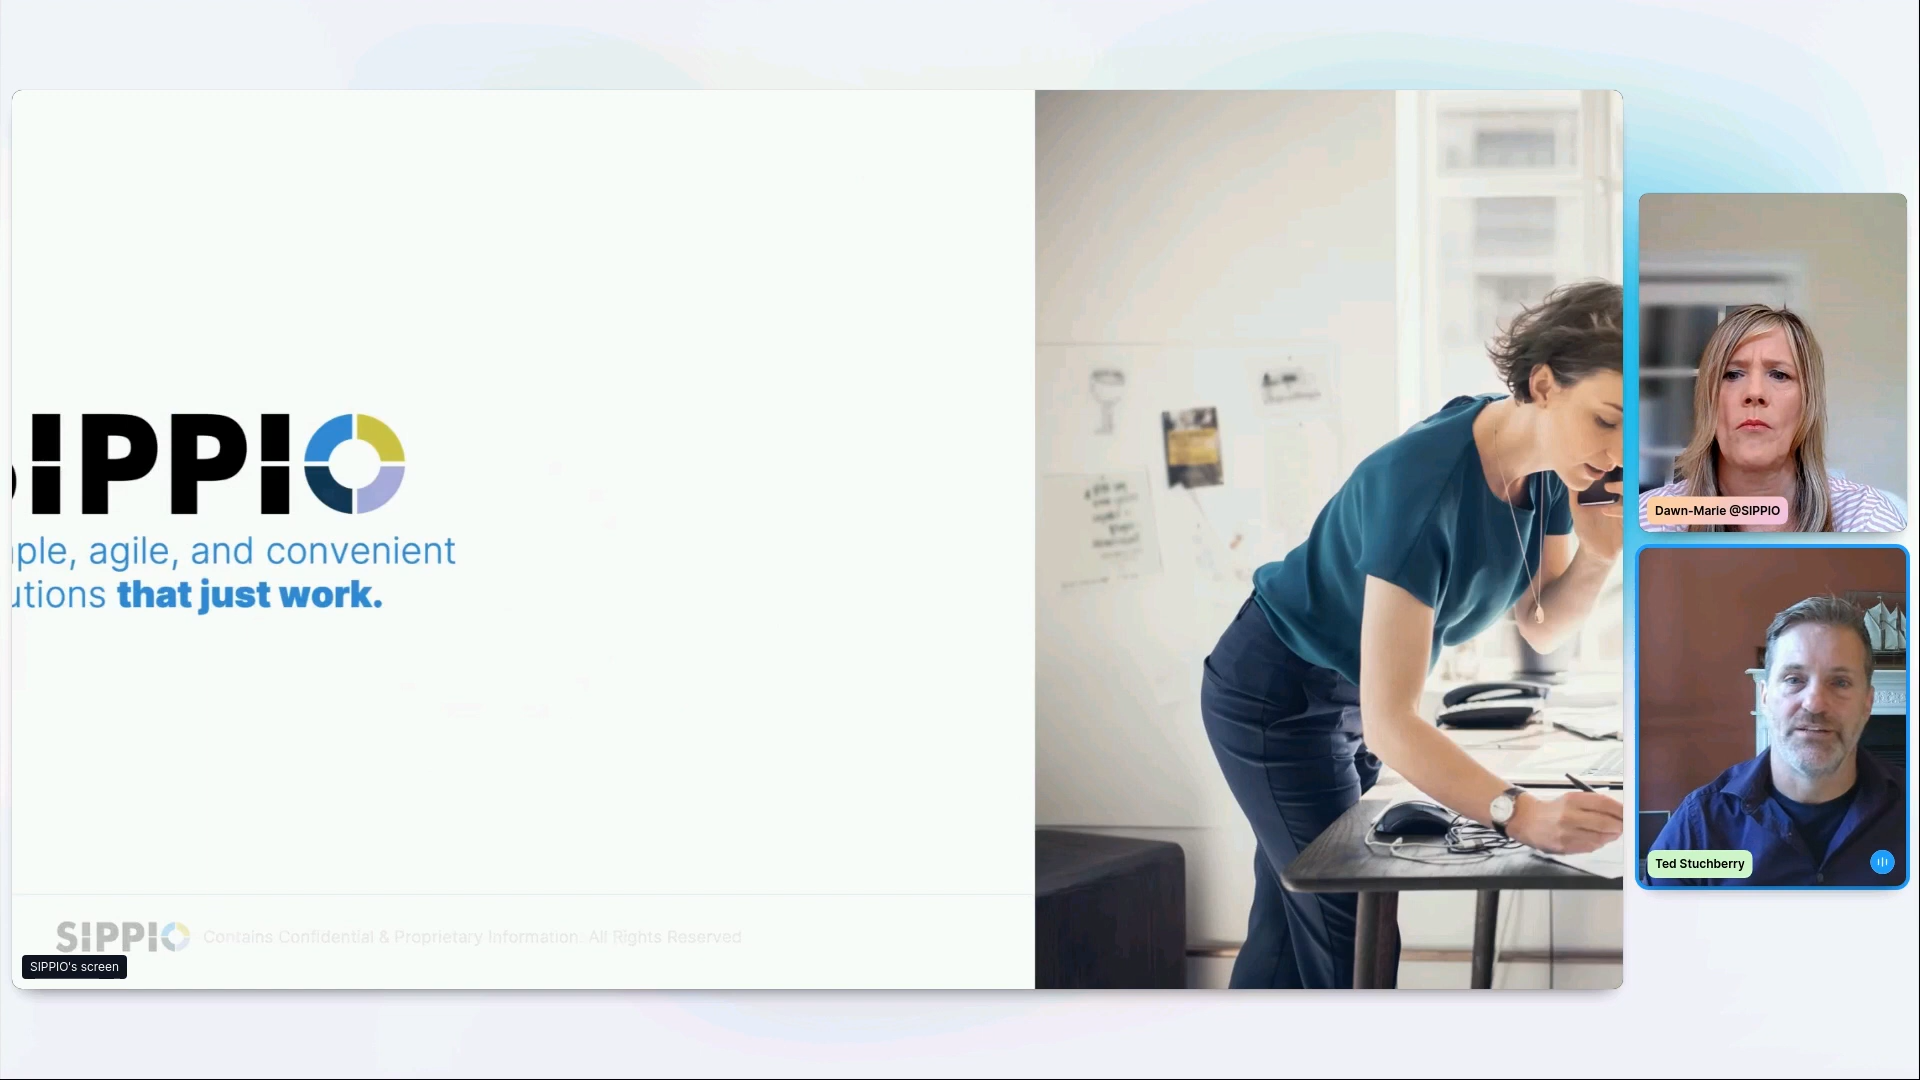 SIPPIO
ple, agile, and convenient
utions that just work.
SIPPIO Contains Confidential & Proprietary Information. All Rights Reserved
SIPPIO's screen
Dawn-Marie @SIPPIO
Ted Stuchberry